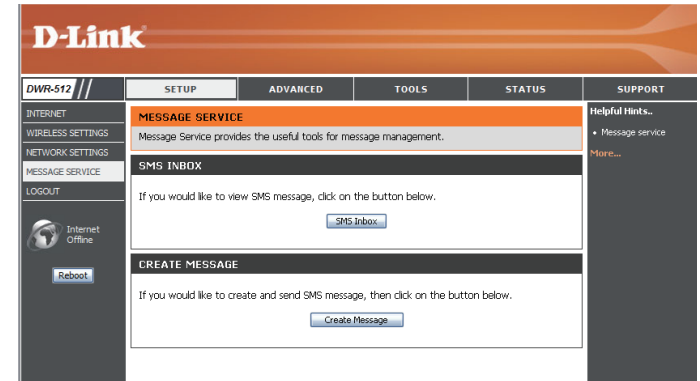 D-Link
DWR-512
SETUP
ADVANCED
TOOLS
STATUS
SUPPORT
INTERNET
WIRELESS SETTINGS
NETWORK SETTINGS
MESSAGE SERVICE
LOGOUT
Internet
Offline
Reboot
MESSAGE SERVICE
Message Service provides the useful tools for message management.
SMS INBOX
If you would like to view SMS message, click on the button below.
SMS Inbox
CREATE MESSAGE
If you would like to create and send SMS message, then click on the button below.
Create Message
Helpful Hints..
• Message service
More...